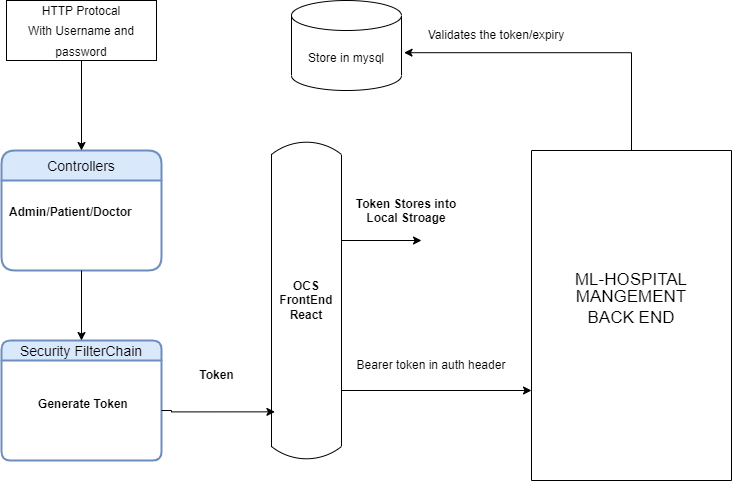 HTTP Protocal
With Username and
password
Store in mysql
Validates the token/expiry
Controllers
Admin/Patient/Doctor
Token Stores into
Local Stroage
OCS
FrontEnd
React
ML-HOSPITAL
MANGEMENT
BACK END
Security FilterChain
Generate Token
Token
Bearer token in auth header